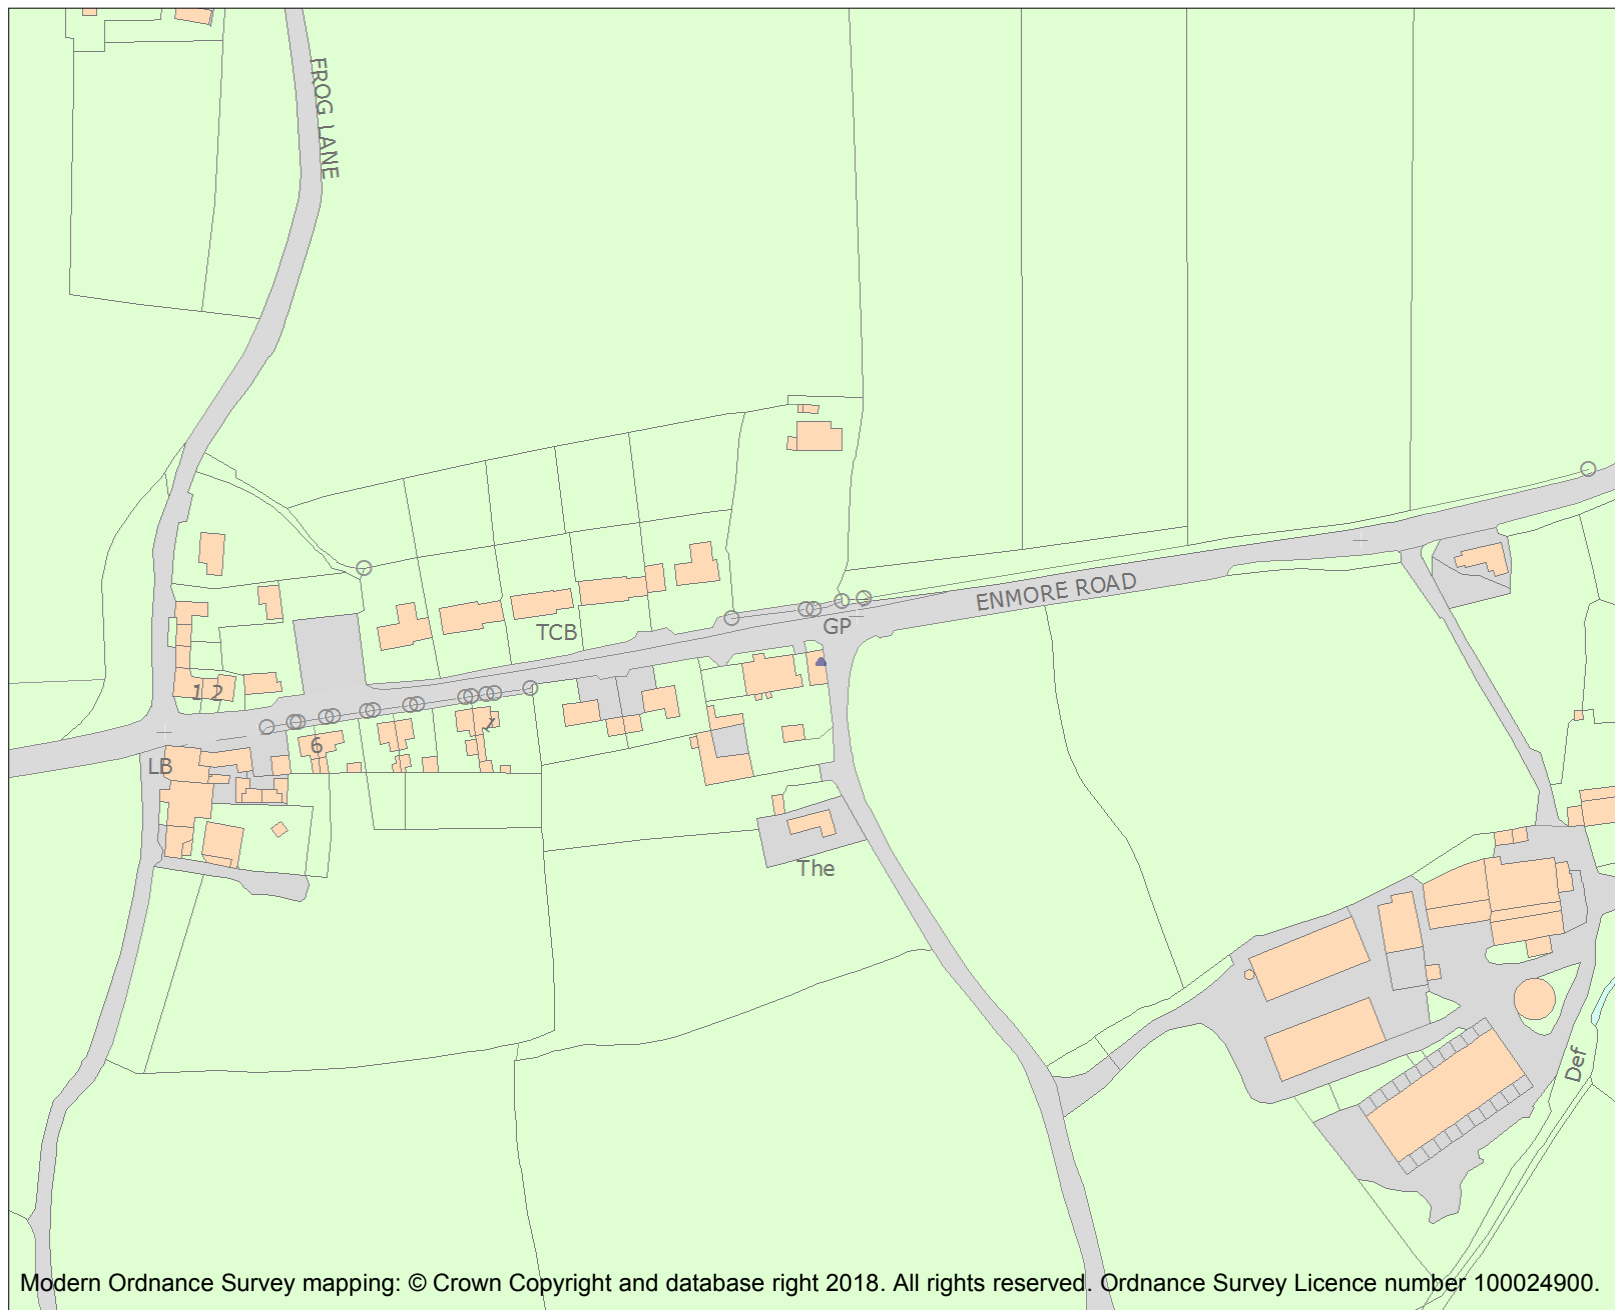 FROG LANE
ENMORE ROAD
GP
TCB
1 2
6
LB
The
Def
Modern Ordnance Survey mapping: © Crown Copyright and database right 2018. All rights reserved. Ordnance Survey Licence number 100024900.